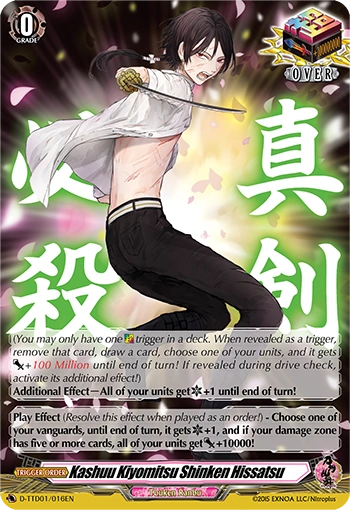 0
GRADE
+100000000
OVER
必
殺
真
剣
(You may only have one trigger in a deck. When revealed as a trigger,
remove that card, draw a card, choose one of your units, and it gets
+100 Million until end of turn! If revealed during drive check,
activate its additional effect!)
Additional Effect—All of your units get +1 until end of turn!
Play Effect (Resolve this effect when played as an order!) - Choose one of
your vanguards, until end of turn, it gets +1, and if your damage zone
has five or more cards, all of your units get +10000!
TRIGGER ORDER
Kashuu Kiyomitsu Shinken Hissatsu
Touken Ranbu
D-TTD01/016EN
©2015 EXNOA LLC/Nitroplus